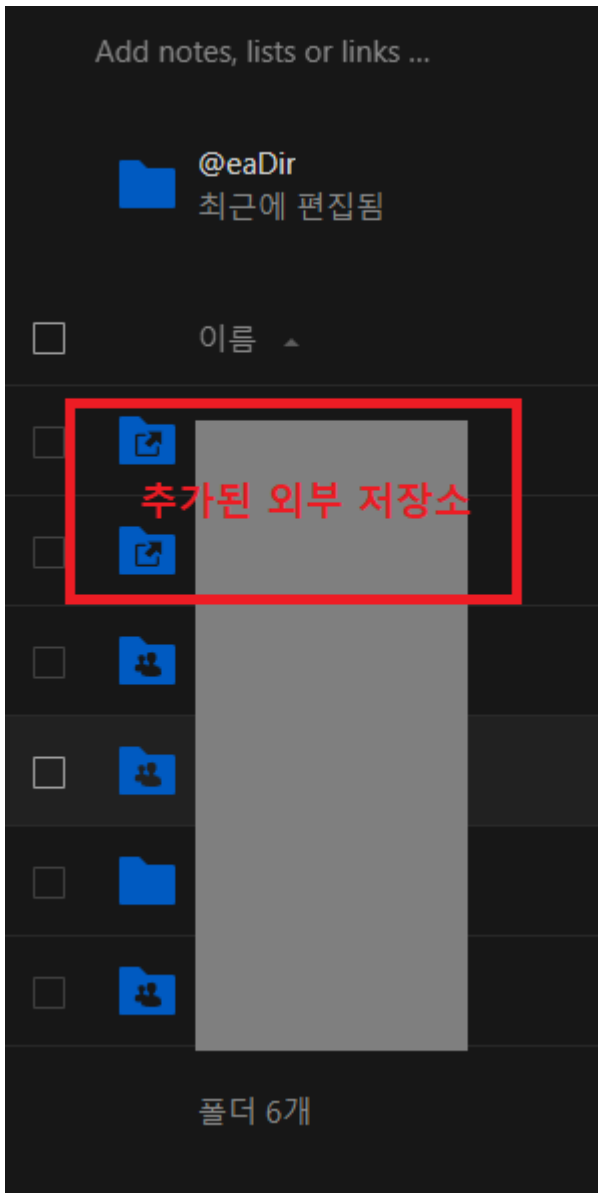 Add notes, lists or links ...
@eaDir
최근에 편집됨
이름
추가된 외부 저장소
폴더 6개